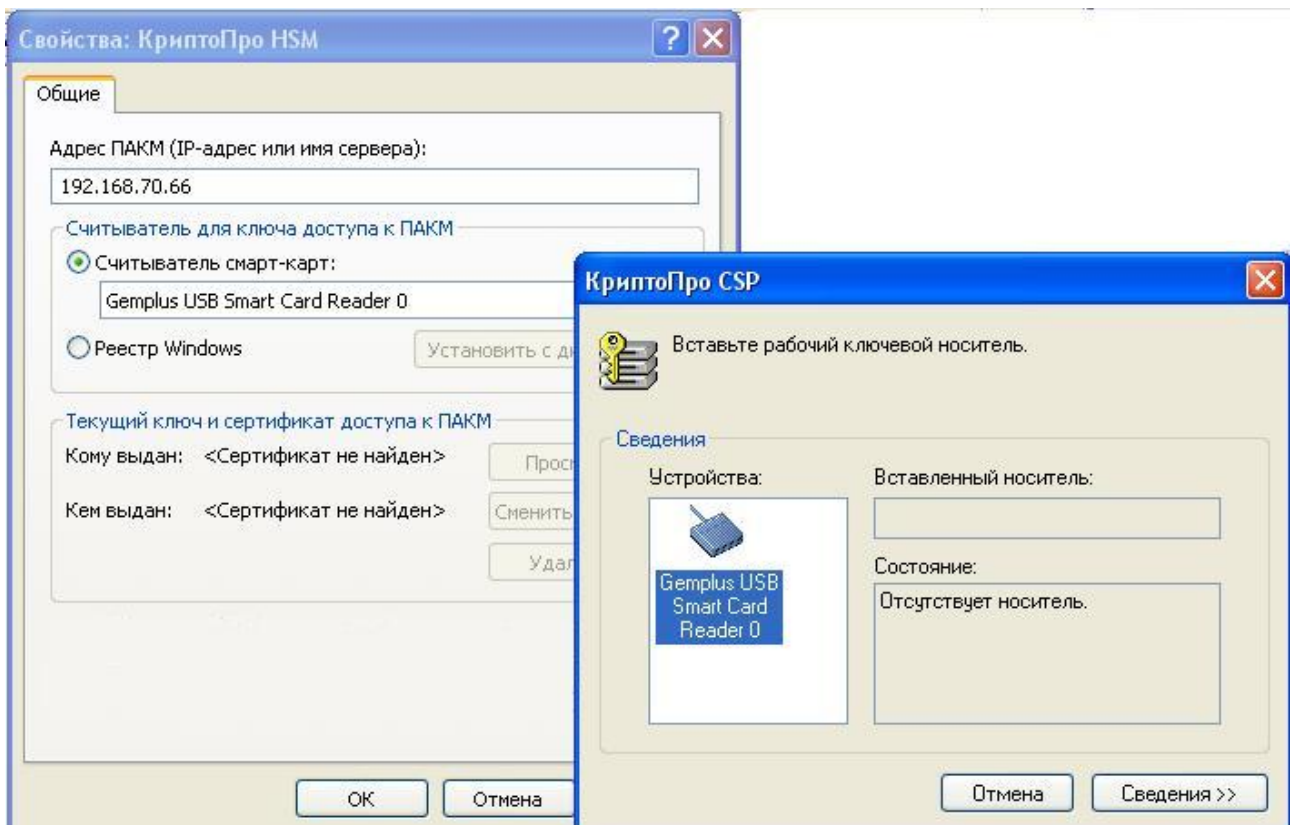 Свойства: КриптоПро HSM
Общие
Адрес ПАКМ (IP-адрес или имя сервера):
192.168.70.66
Считыватель для ключа доступа к ПАКМ
Считыватель смарт-карт:
Gemplus USB Smart Card Reader 0
Реестр Windows
Установить с
Текущий ключ и сертификат доступа к ПАКМ
Кому выдан: <Сертификат не найден>
Кем выдан: <Сертификат не найден>
Сменить
ОК
Отмена
КриптоПро CSP
Вставьте рабочий ключевой носитель.
Сведения
Устройства:
Gemplus USB
Smart Card
Reader 0
Вставленный носитель:
Состояние:
Отсутствует носитель.
Отмена
Сведения >>